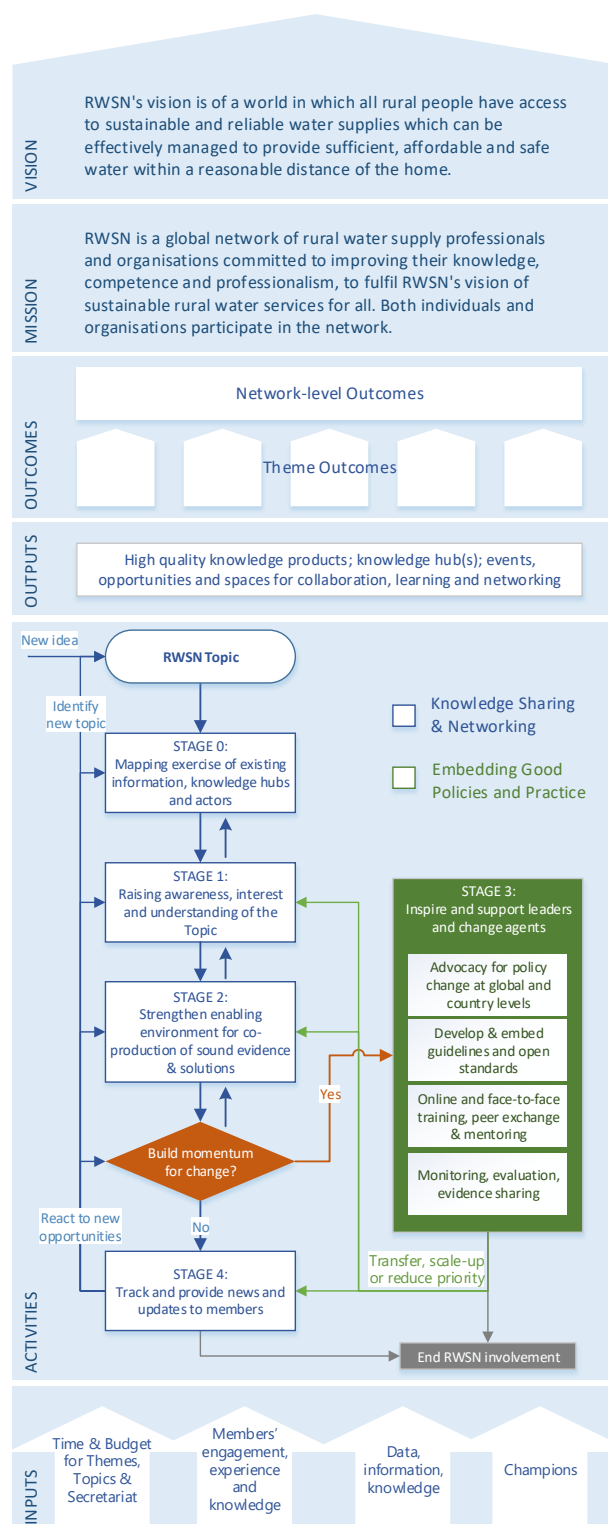 VISION
RWSN's vision is of a world in which all rural people have access
to sustainable and reliable water supplies which can be
effectively managed to provide sufficient, affordable and safe
water within a reasonable distance of the home.
MISSION
RWSN is a global network of rural water supply professionals
and organisations committed to improving their knowledge,
competence and professionalism, to fulfil RWSN's vision of
sustainable rural water services for all. Both individuals and
organisations participate in the network.
OUTCOMES
Network-level Outcomes
Theme Outcomes
OUTPUTS
High quality knowledge products; knowledge hub(s); events,
opportunities and spaces for collaboration, learning and networking
ACTIVITIES
New idea
RWSN Topic
Identify
new topic
Knowledge Sharing
& Networking
Embedding Good
Policies and Practice
STAGE 0:
Mapping exercise of existing
information, knowledge hubs
and actors
STAGE 1:
Raising awareness, interest
and understanding of the
Topic
STAGE 2:
Strengthen enabling
environment for co-
production of sound evidence
& solutions
Build momentum
for change?
Yes
No
React to new
opportunities
STAGE 3:
Inspire and support leaders
and change agents
Advocacy for policy
change at global and
country levels
Develop & embed
guidelines and open
standards
Online and face-to-face
training, peer exchange
& mentoring
Monitoring, evaluation,
evidence sharing
Transfer, scale-up
or reduce priority
STAGE 4:
Track and provide news and
updates to members
End RWSN involvement
INPUTS
Time & Budget
for Themes,
Topics &
Secretariat
Members'
engagement,
experience
and
knowledge
Data,
information,
knowledge
Champions